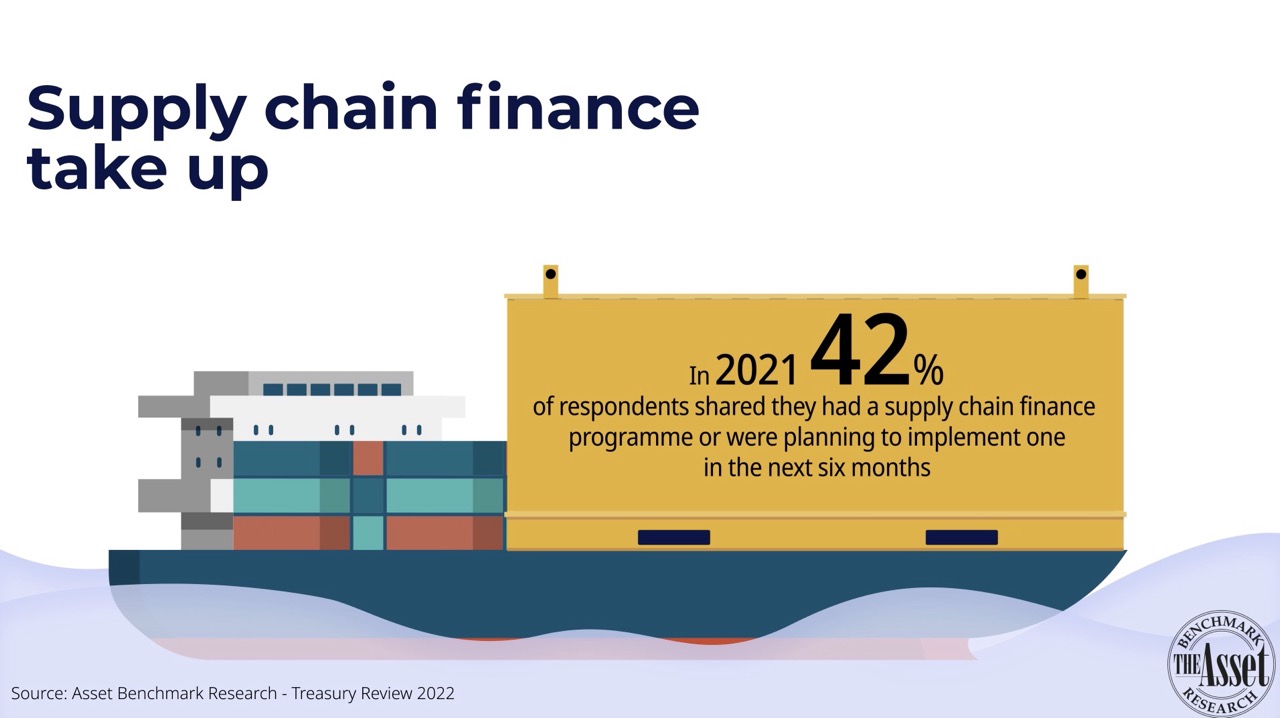 Supply chain finance
take up
In 2021 42%
of respondents shared they had a supply chain finance
programme or were planning to implement one
in the next six months
Source: Asset Benchmark Research - Treasury Review 2022
BENCHMARK
THE Asset
RESEARCH